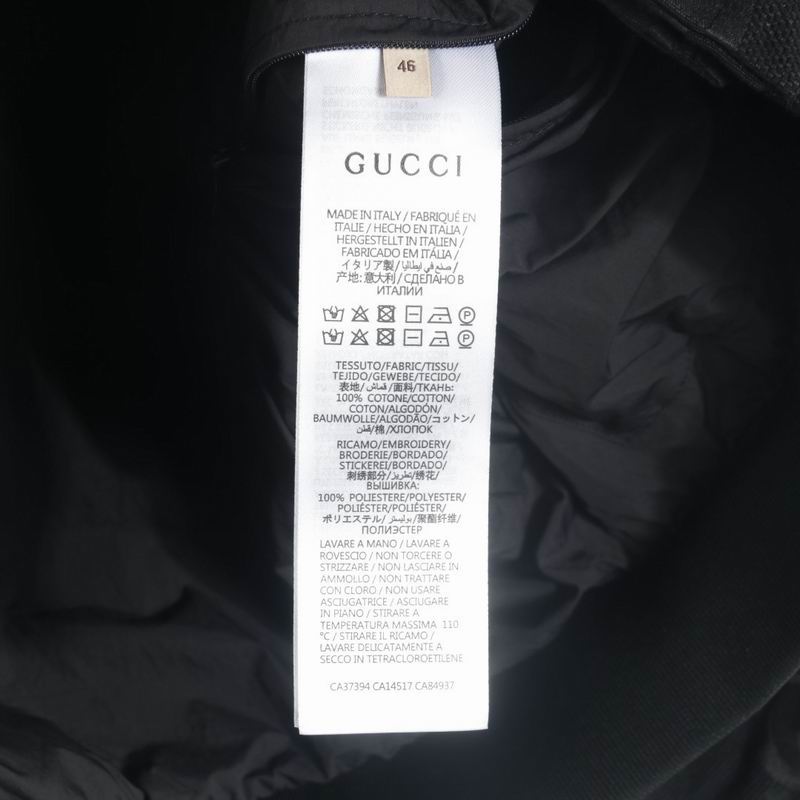 46
GUCCI
MADE IN ITALY / FABRIQUÉ EN
ITALIE / HECHO EN ITALIA /
HERGESTELLT IN ITALIEN /
FABRICADO EM ITÁLIA /
イタリア製 / صنع في ايطاليا /
产地: 意大利 / СДЕЛАНО В
ИТАЛИИ
P
P
TESSUTO/FABRIC/TISSU/
TEJIDO/GEWEBE/TECIDO/
表地/قماش/面料/ТКАНЬ:
100% COTONE/COTTON/
COTON/ALGODÓN/
BAUMWOLLE/ALGODÃO/コットン/
قطن/棉/ХЛОПОК
RICAMO/EMBROIDERY/
BRODERIE/BORDADO/
STICKEREI/BORDADO/
刺繍部分/تطريز/绣花/
ВЫШИВКА:
100% POLIESTERE/POLYESTER/
POLIÉSTER/POLIÉSTER/
ポリエステル/بوليستر/聚酯纤维/
ПОЛИЭСТЕР
LAVARE A MANO / LAVARE A
ROVESCIO / NON TORCERE O
STRIZZARE / NON LASCIARE IN
AMMOLLO / NON TRATTARE
CON CLORO / NON USARE
ASCIUGATRICE / ASCIUGARE
IN PIANO / STIRARE A
TEMPERATURA MASSIMA 110
°C / STIRARE IL RICAMO /
LAVARE DELICATAMENTE A
SECCO IN TETRACLOROETILENE
CA37394 CA14517 CA84937